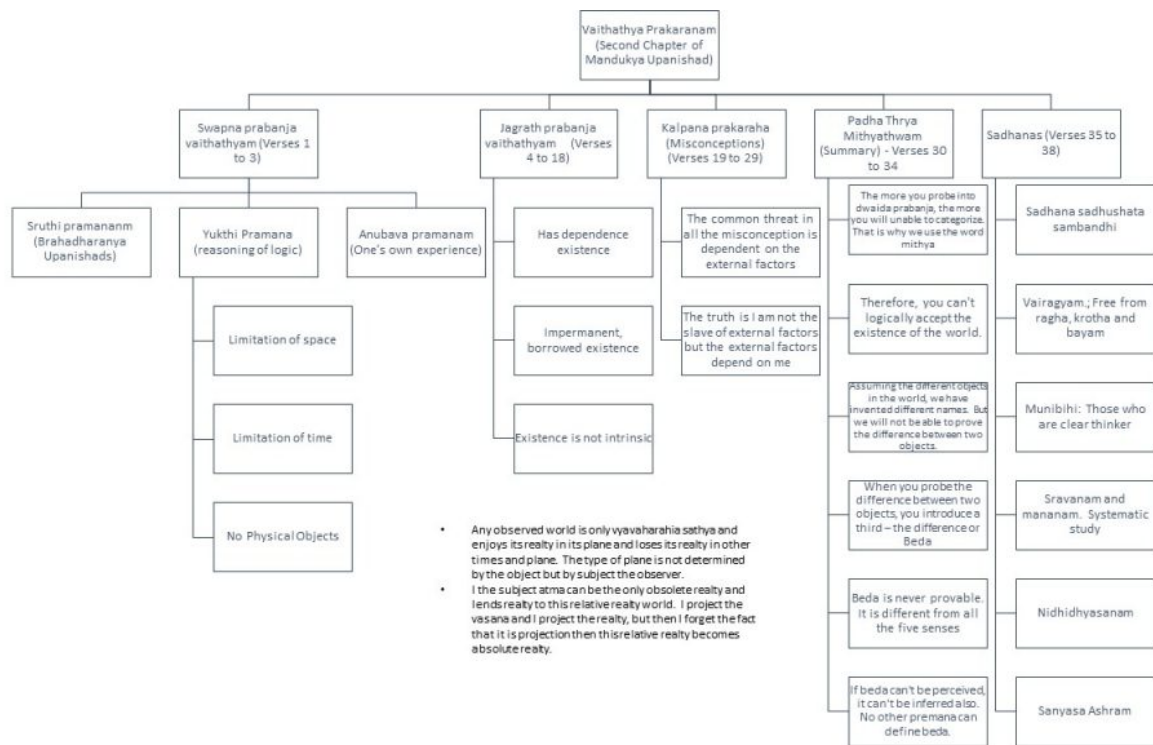 Vaithathya Prakaranam
(Second Chapter of
Mandukya Upanishad)
Swapna prabanja
vaithathyam (Verses 1
to 3)
Sruthi pramananm
(Brahadharanya
Upanishads)
Yukthi Pramana
(reasoning of logic)
Anubava pramanam
(One's own experience)
Limitation of space
Limitation of time
No Physical Objects
Jagrath prabanja
vaithathyam (Verses
4 to 18)
Has dependence
existence
Impermanent,
borrowed existence
Existence is not intrinsic
Kalpana prakaraha
(Misconceptions)
(Verses 19 to 29)
The common threat in
all the misconception is
dependent on the
external factors
The truth is I am not the
slave of external factors
but the external factors
depend on me
Padha Thrya
Mithyathwam
(Summary) - Verses 30
to 34
The more you probe into
dwaida prabanja, the more
you will unable to categorize.
That is why we use the word
mithya
Therefore, you can't
logically accept the
existence of the world.
Assuming the different objects
in the world, we have
invented different names. But
we will not be able to prove
the difference between two
objects.
When you probe the
difference between two
objects, you introduce a
third – the difference or
Beda
Beda is never provable.
It is different from all
the five senses
If beda can't be perceived,
it can't be inferred also.
No other premana can
define beda.
Sadhanas (Verses 35 to
38)
Sadhana sadhushata
sambandhi
Vairagyam.; Free from
ragha, krotha and
bayam
Munibihi: Those who
are clear thinker
Sravanam and
mananam. Systematic
study
Nidhidhyasanam
Sanyasa Ashram
• Any observed world is only vyavaharahia sathya and
enjoys its realty in its plane and loses its realty in other
times and plane. The type of plane is not determined
by the object but by subject the observer.
• I the subject atma can be the only obsolete realty and
lends realty to this relative realty world. I project the
vasana and I project the realty, but then I forget the fact
that it is projection then this relative realty becomes
absolute realty.